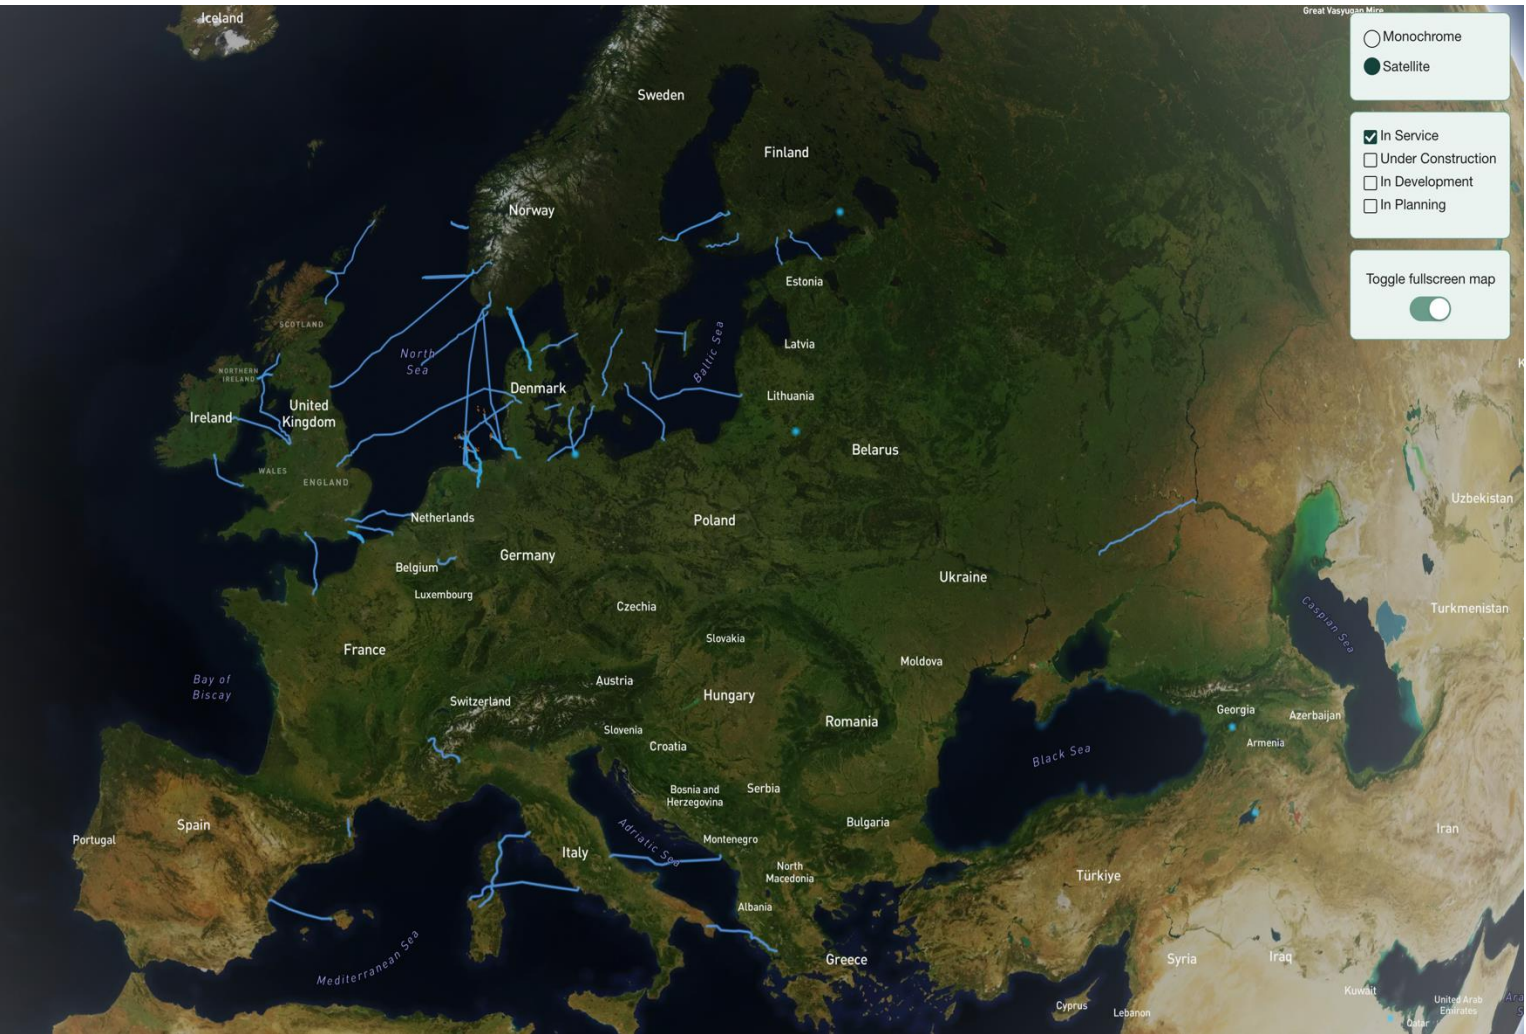 Iceland
Great Vasyugan Mire
Monochrome
Satellite
In Service
Under Construction
In Development
In Planning
Toggle fullscreen map
Sweden
Finland
Norway
Estonia
SCOTLAND
Latvia
North
Sea
Baltic Sea
NORTHERN
IRELAND
Denmark
Lithuania
United
Kingdom
Ireland
Belarus
WALES
ENGLAND
Uzbekistan
Netherlands
Poland
Germany
Belgium
Ukraine
Luxembourg
Czechia
Turkmenistan
Caspian Sea
Slovakia
France
Moldova
Bay of
Biscay
Austria
Switzerland
Hungary
Georgia
Azerbaijan
Romania
Slovenia
Croatia
Armenia
Black Sea
Bosnia and
Herzegovina
Serbia
Spain
Bulgaria
Iran
Portugal
Adriatic Sea
Montenegro
Italy
North
Macedonia
Türkiye
Albania
Mediterranean Sea
Greece
Syria
Iraq
Kuwait
Cyprus
Lebanon
United Arab
Emirates
Qatar